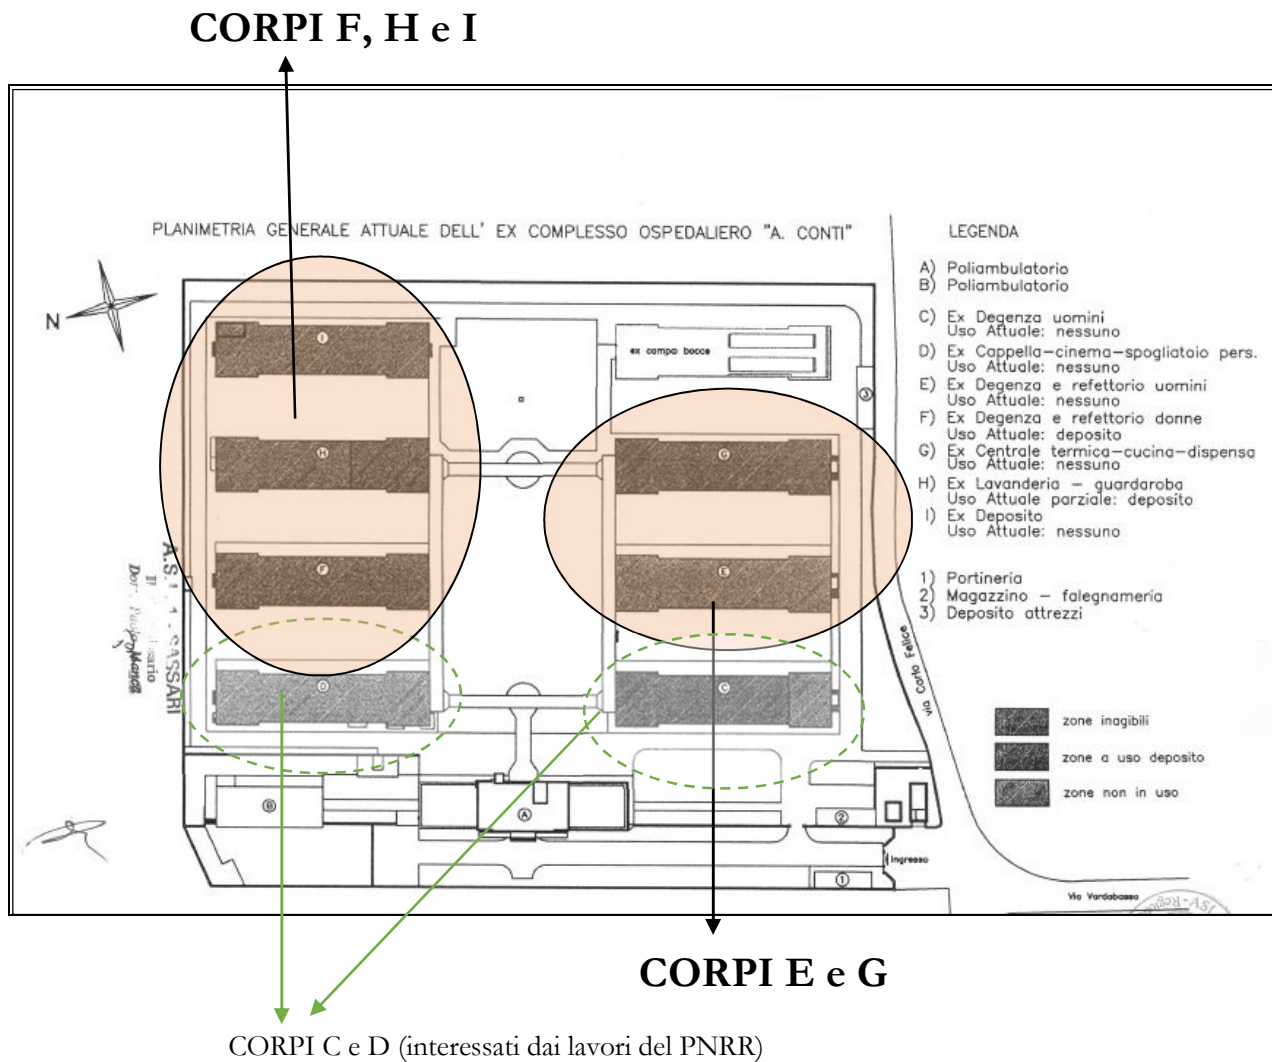 CORPI F, H e I
PLANIMETRIA GENERALE ATTUALE DELL' EX COMPLESSO OSPEDALIERO "A. CONTI"
N
I
H
F
D
ex campo bocce
G
E
C
3
B
A
2
1
Ingresso
via Carlo Felice
Via Vardabasso
A.S.L. 1 - SASSARI
LEGENDA
A) Poliambulatorio
B) Poliambulatorio
C) Ex Degenza uomini
Uso Attuale: nessuno
D) Ex Cappella-cinema-spogliatoio pers.
Uso Attuale: nessuno
E) Ex Degenza e refettorio uomini
Uso Attuale: nessuno
F) Ex Degenza e refettorio donne
Uso Attuale: deposito
G) Ex Centrale termica-cucina-dispensa
Uso Attuale: nessuno
H) Ex Lavanderia - guardaroba
Uso Attuale parziale: deposito
I) Ex Deposito
Uso Attuale: nessuno
1) Portineria
2) Magazzino - falegnameria
3) Deposito attrezzi
zone inagibili
zone a uso deposito
zone non in uso
CORPI E e G
CORPI C e D (interessati dai lavori del PNRR)